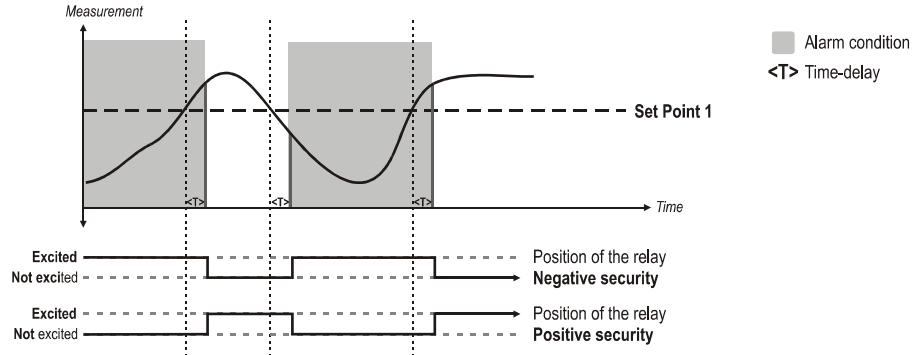 Measurement
Alarm condition
<T> Time-delay
Set Point 1
<T>
<T>
<T>
Time
Excited
Position of the relay
Not excited
Negative security
Excited
Position of the relay
Not excited
Positive security